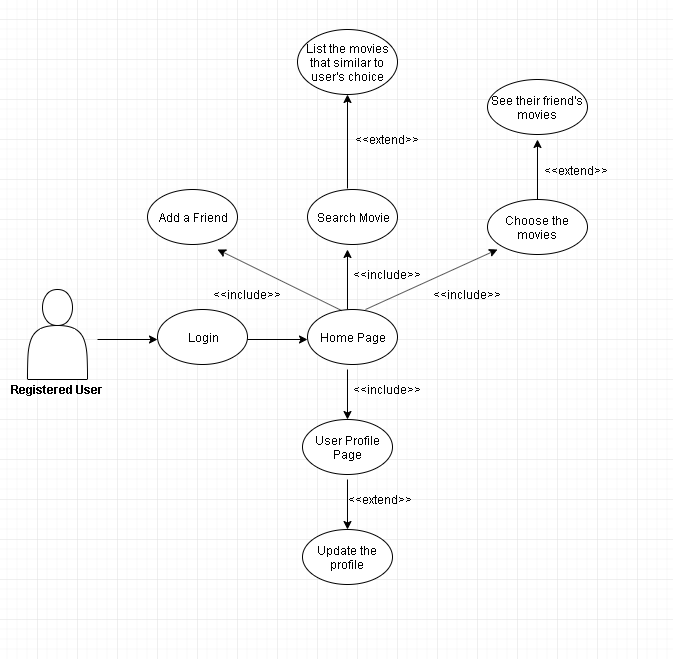 List the movies
that similar to
user's choice
See their friend's
movies
<<extend>>
<<extend>>
Add a Friend
Search Movie
Choose the
movies
<<include>>
<<include>>
<<include>>
Login
Home Page
Registered User
<<include>>
User Profile
Page
<<extend>>
Update the
profile